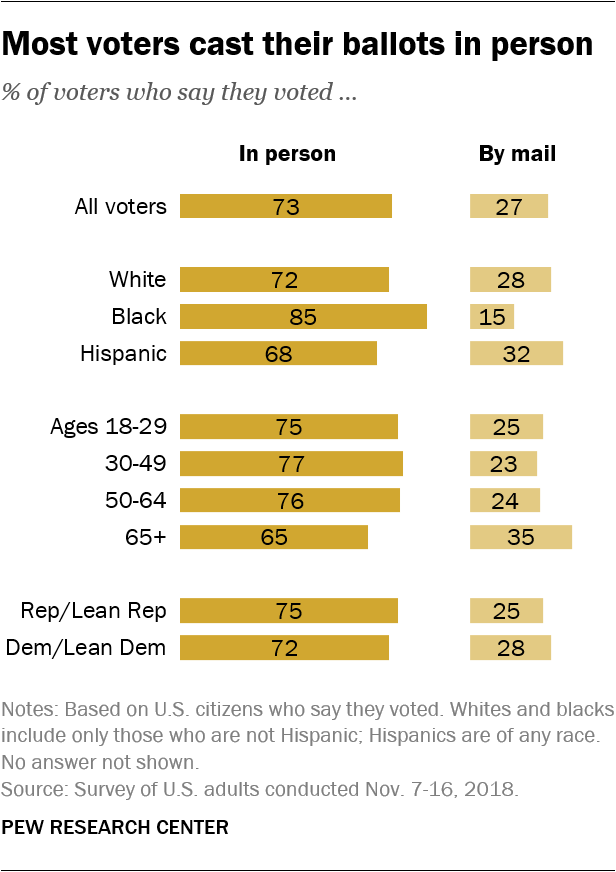 Most voters cast their ballots in person
% of voters who say they voted ...
In person By mail
All voters 73 27
White 72 28
Black 85 15
Hispanic 68 32
Ages 18-29 75 25
30-49 77 23
50-64 76 24
65+ 65 35
Rep/Lean Rep 75 25
Dem/Lean Dem 72 28
Notes: Based on U.S. citizens who say they voted. Whites and blacks
include only those who are not Hispanic; Hispanics are of any race.
No answer not shown.
Source: Survey of U.S. adults conducted Nov. 7-16, 2018.
PEW RESEARCH CENTER